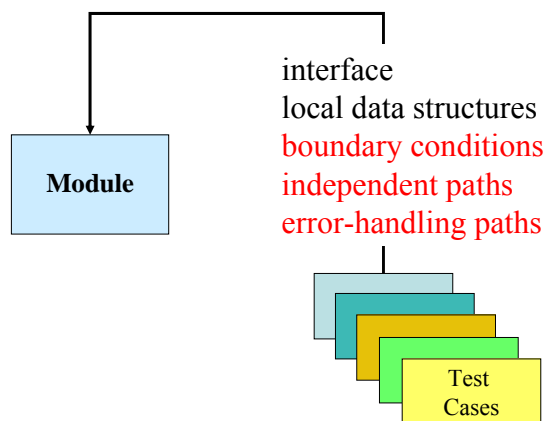 interface
local data structures
boundary conditions
Module
independent paths
error-handling paths
Test
Cases